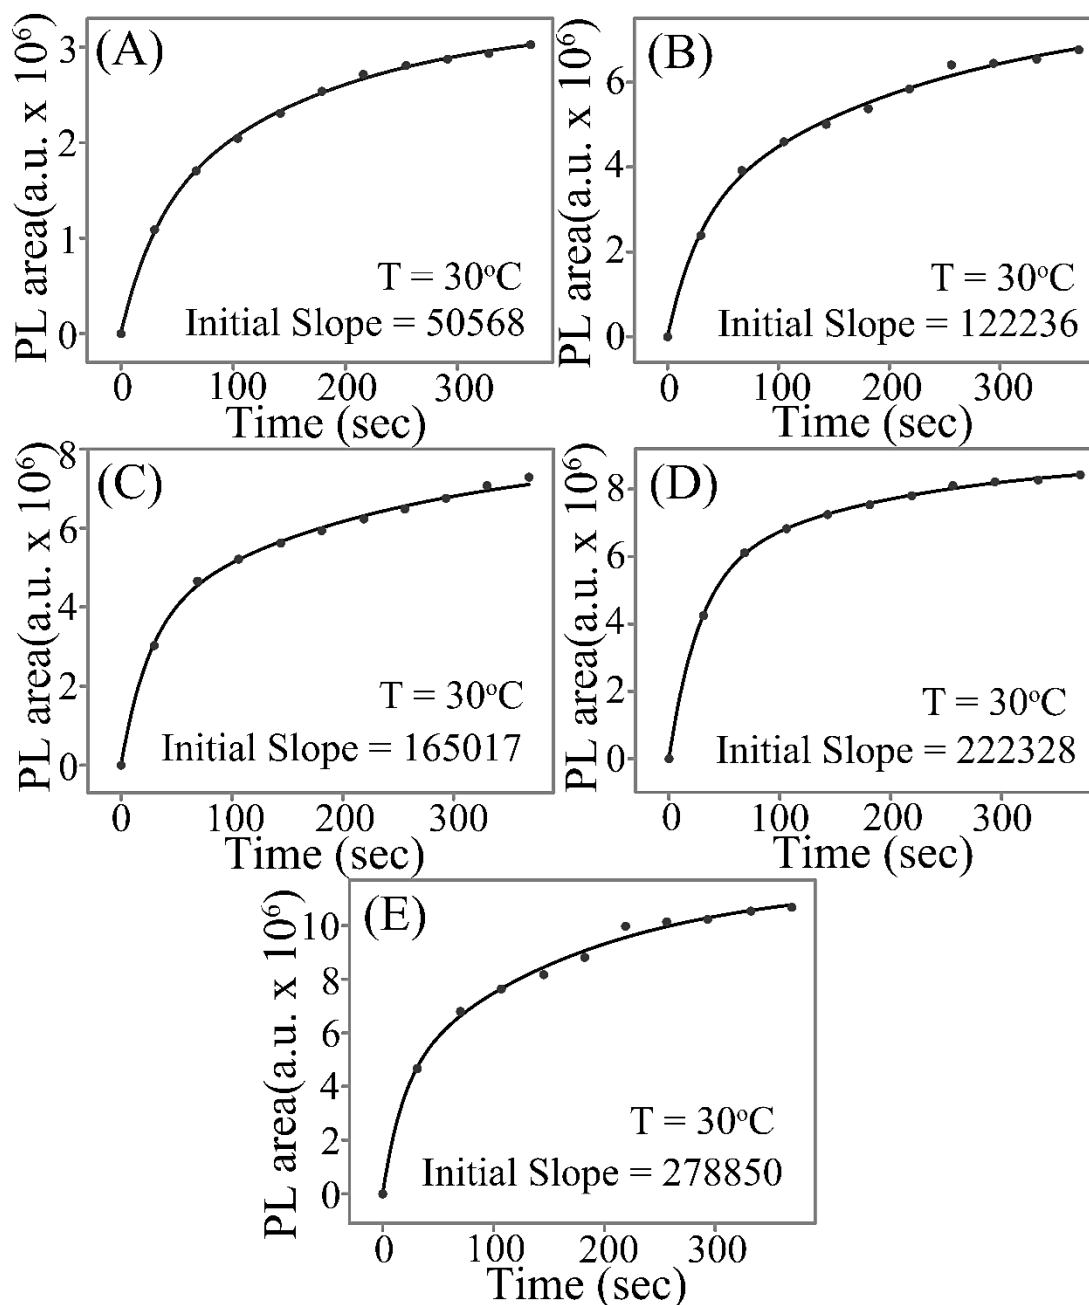 (A)
PL area(a.u. x 10⁶)
3
2
1
0
T = 30°C
Initial Slope = 50568
0 100 200 300
Time (sec)
(B)
PL area(a.u. x 10⁶)
6
4
2
0
T = 30°C
Initial Slope = 122236
0 100 200 300
Time (sec)
(C)
PL area(a.u. x 10⁶)
8
6
4
2
0
T = 30°C
Initial Slope = 165017
0 100 200 300
Time (sec)
(D)
PL area(a.u. x 10⁶)
8
6
4
2
0
T = 30°C
Initial Slope = 222328
0 100 200 300
Time (sec)
(E)
PL area(a.u. x 10⁶)
10
8
6
4
2
0
T = 30°C
Initial Slope = 278850
0 100 200 300
Time (sec)